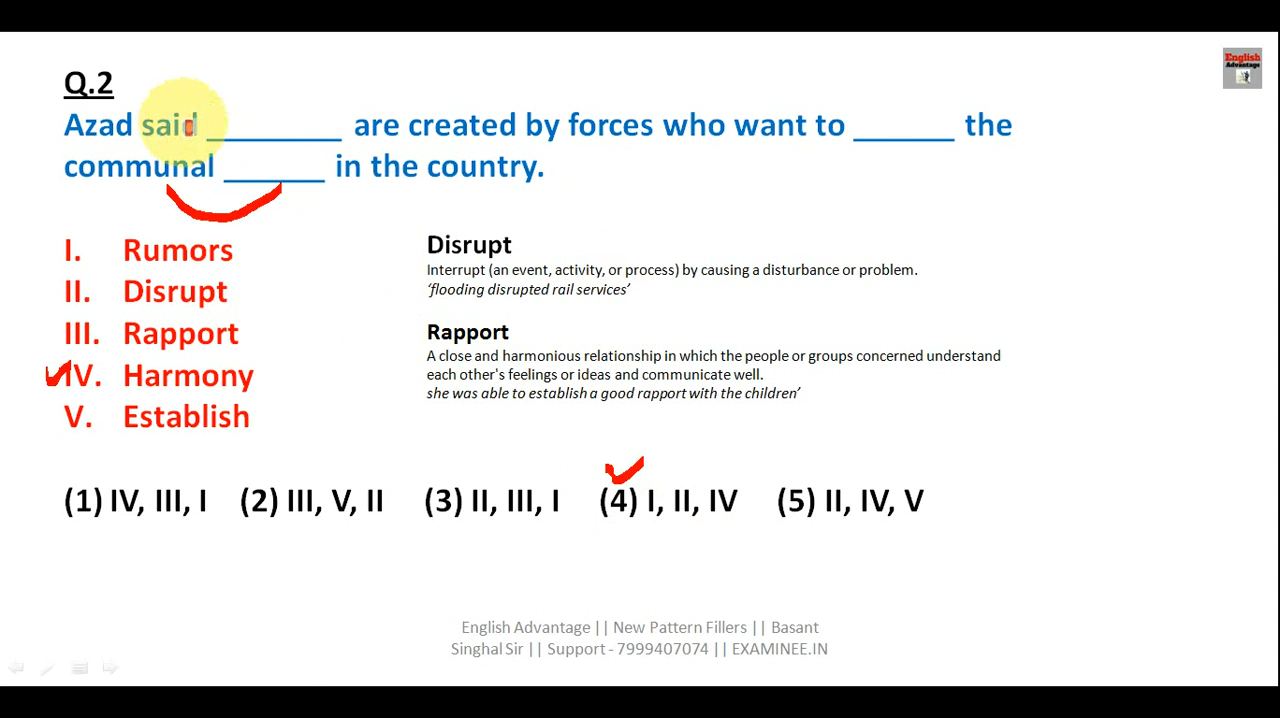 English
Advantage
Q.2
Azad said ________ are created by forces who want to ______ the
communal ______ in the country.
I. Rumors
II. Disrupt
III. Rapport
IV. Harmony
V. Establish
Disrupt
Interrupt (an event, activity, or process) by causing a disturbance or problem.
‘flooding disrupted rail services’
Rapport
A close and harmonious relationship in which the people or groups concerned understand
each other's feelings or ideas and communicate well.
she was able to establish a good rapport with the children’
(1) IV, III, I (2) III, V, II (3) II, III, I (4) I, II, IV (5) II, IV, V
English Advantage || New Pattern Fillers || Basant
Singhal Sir || Support - 7999407074 || EXAMINEE.IN